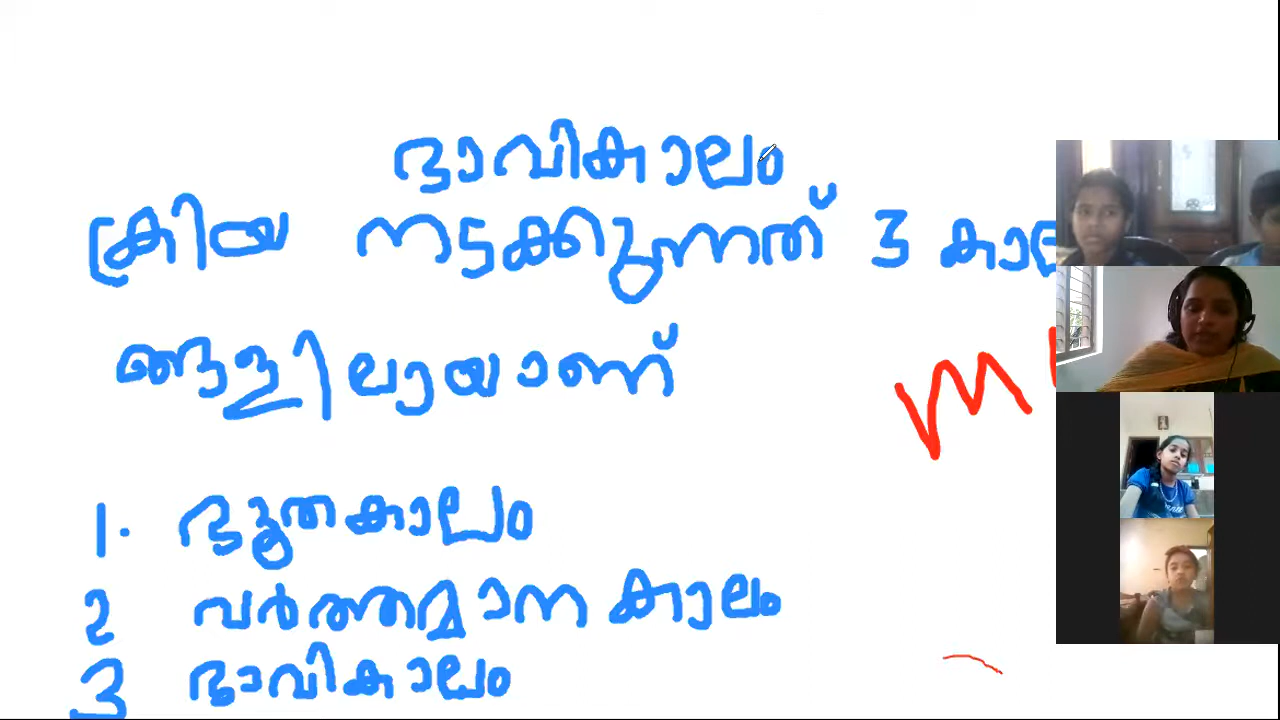 ഭാവികാലം
ക്രിയ നടക്കുന്നത് 3 കാല
ങ്ങളിലായാണ്
1. ഭൂതകാലം
2 വർത്തമാന കാലം
3 ഭാവികാലം